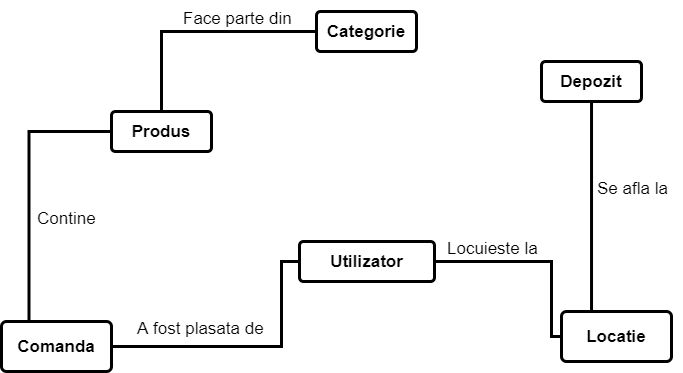 Face parte din
Categorie
Depozit
Produs
Se afla la
Contine
Locuieste la
Utilizator
A fost plasata de
Comanda
Locatie